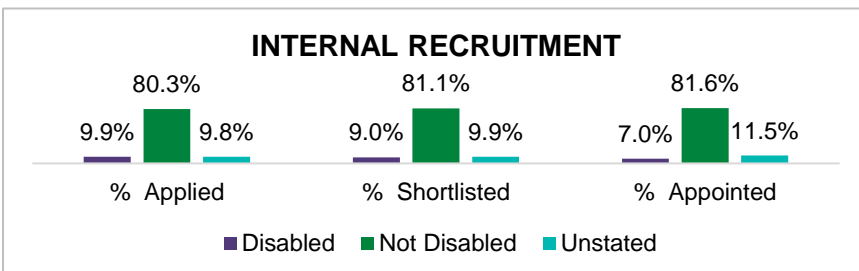 INTERNAL RECRUITMENT
80.3% 81.1% 81.6%
9.9% 9.8% 9.0% 9.9% 7.0% 11.5%
% Applied % Shortlisted % Appointed
Disabled Not Disabled Unstated